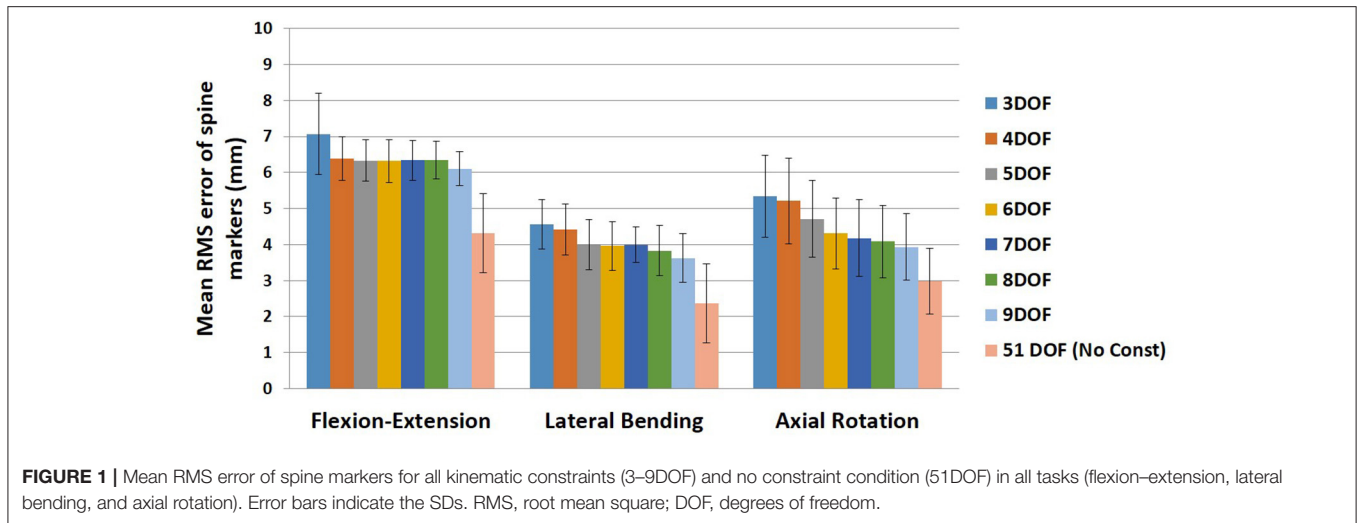 10
9
8
7
6
5
4
3
2
1
0
Mean RMS error of spine
markers (mm)
Flexion-Extension
Lateral Bending
Axial Rotation
3DOF
4DOF
5DOF
6DOF
7DOF
8DOF
9DOF
51 DOF (No Const)
FIGURE 1 | Mean RMS error of spine markers for all kinematic constraints (3–9DOF) and no constraint condition (51DOF) in all tasks (flexion–extension, lateral
bending, and axial rotation). Error bars indicate the SDs. RMS, root mean square; DOF, degrees of freedom.